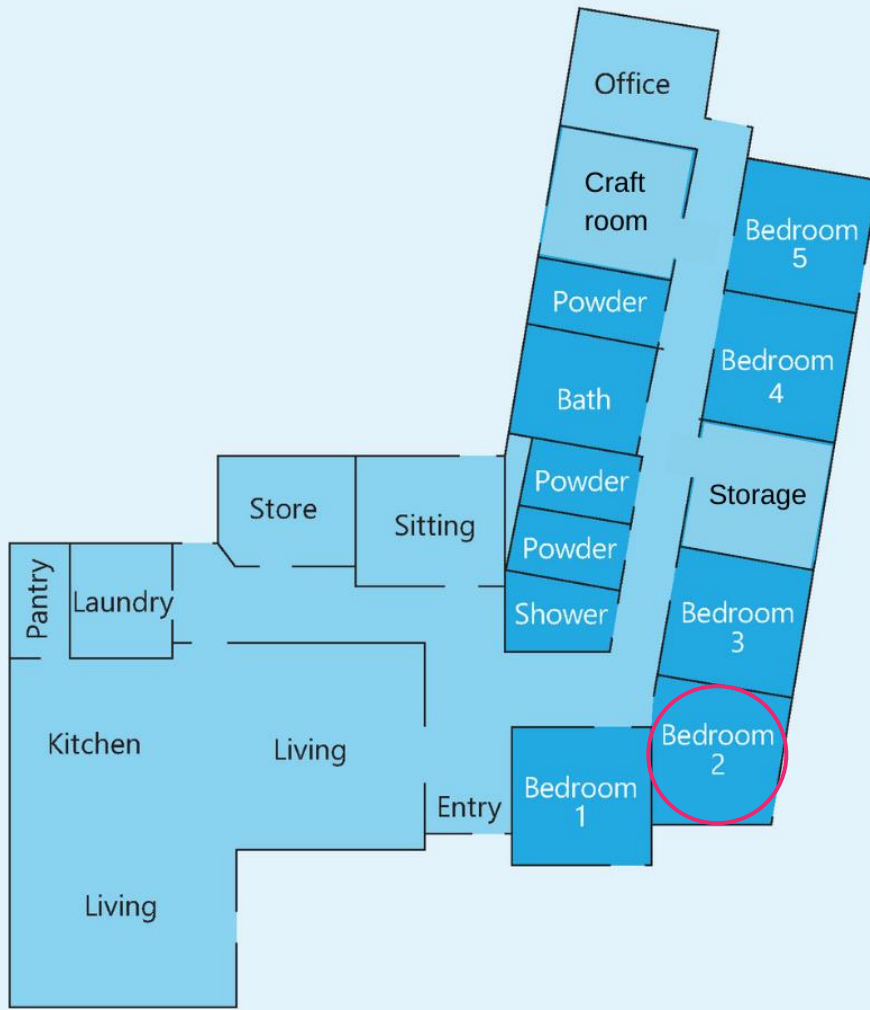 Office
Craft
room
Bedroom
5
Powder
Bedroom
4
Bath
Powder
Storage
Store
Sitting
Powder
Pantry
Laundry
Shower
Bedroom
3
Kitchen
Living
Bedroom
2
Entry
Bedroom
1
Living